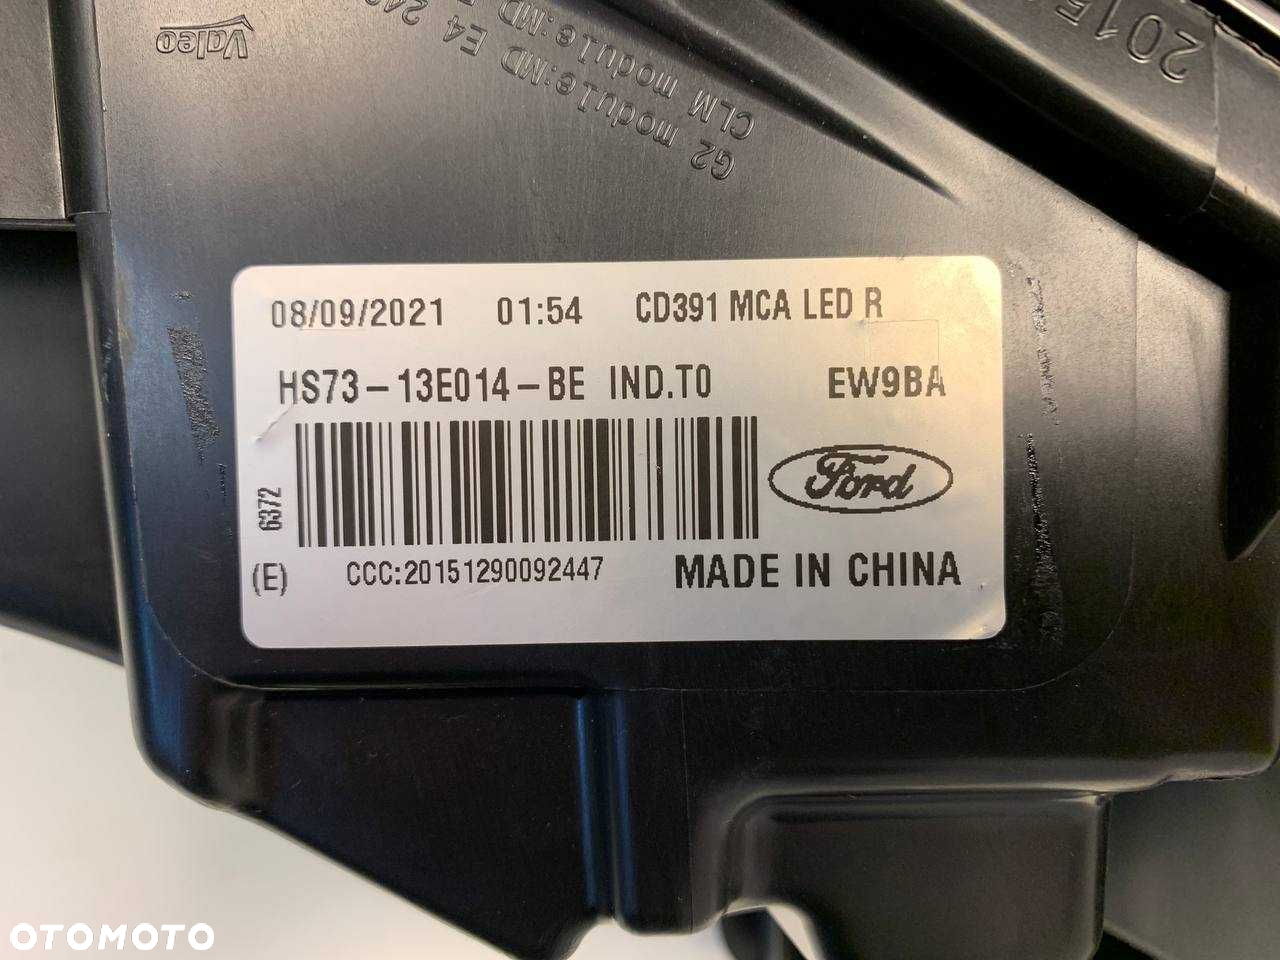 Valeo
G2 module:MD E4
CLM module:MD
2015
08/09/2021 01:54 CD391 MCA LED R
HS73-13E014-BE IND.T0 EW9BA
6372
Ford
(E) CCC:20151290092447 MADE IN CHINA
OTOMOTO